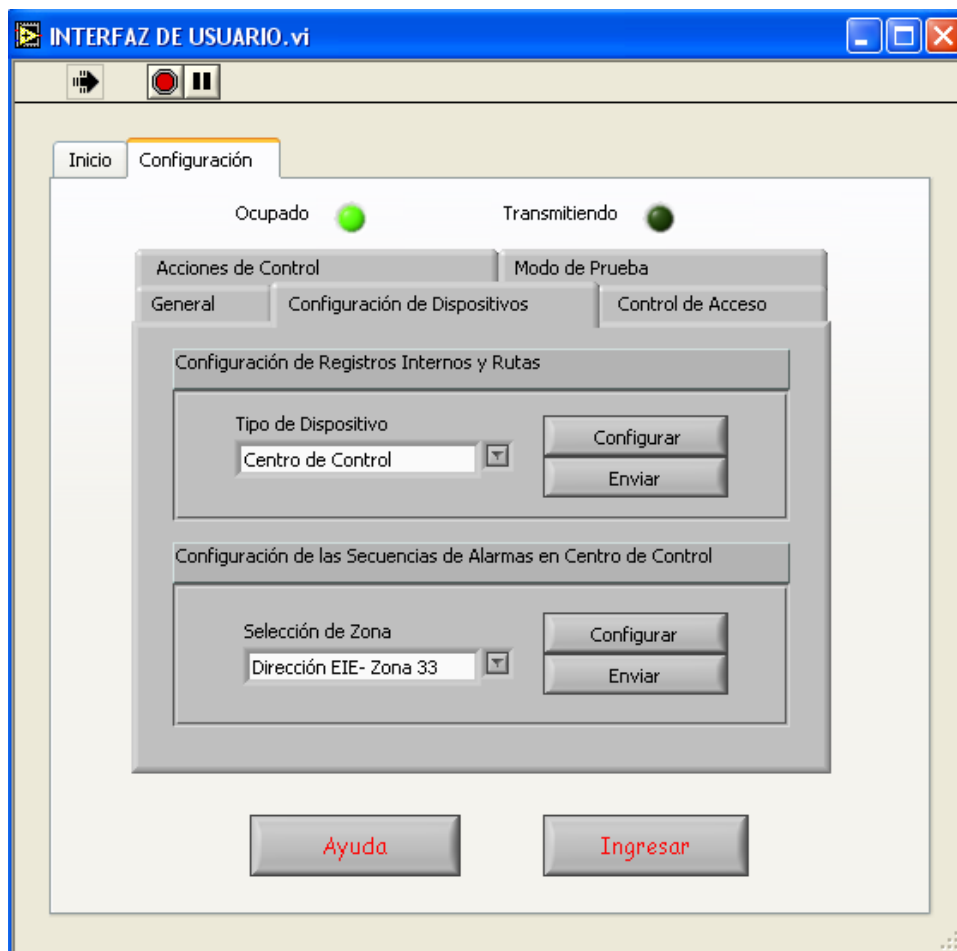 INTERFAZ DE USUARIO.vi
Inicio Configuración
Ocupado Transmitiendo
Acciones de Control Modo de Prueba
General Configuración de Dispositivos Control de Acceso
Configuración de Registros Internos y Rutas
Tipo de Dispositivo
Configurar
Centro de Control
Enviar
Configuración de las Secuencias de Alarmas en Centro de Control
Selección de Zona
Configurar
Dirección EIE- Zona 33
Enviar
Ayuda Ingresar